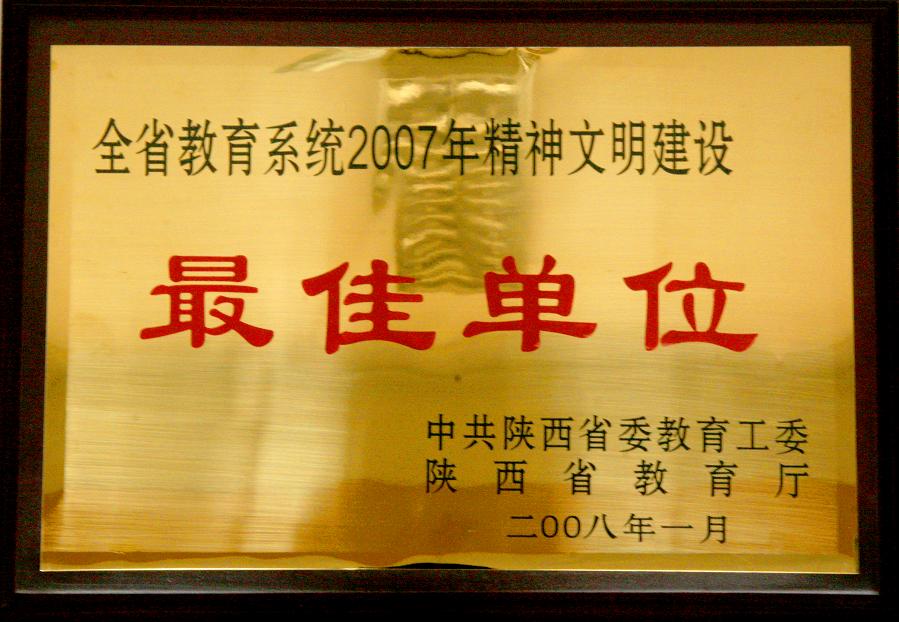 全省教育系统2007年精神文明建设
最佳单位
中共陕西省委教育工委
陕西省教育厅
二OO八年一月